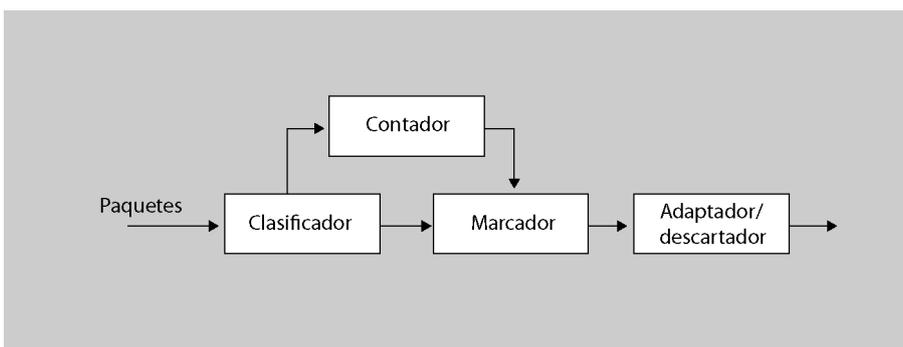 Contador
Paquetes
Clasificador
Marcador
Adaptador/
descartador